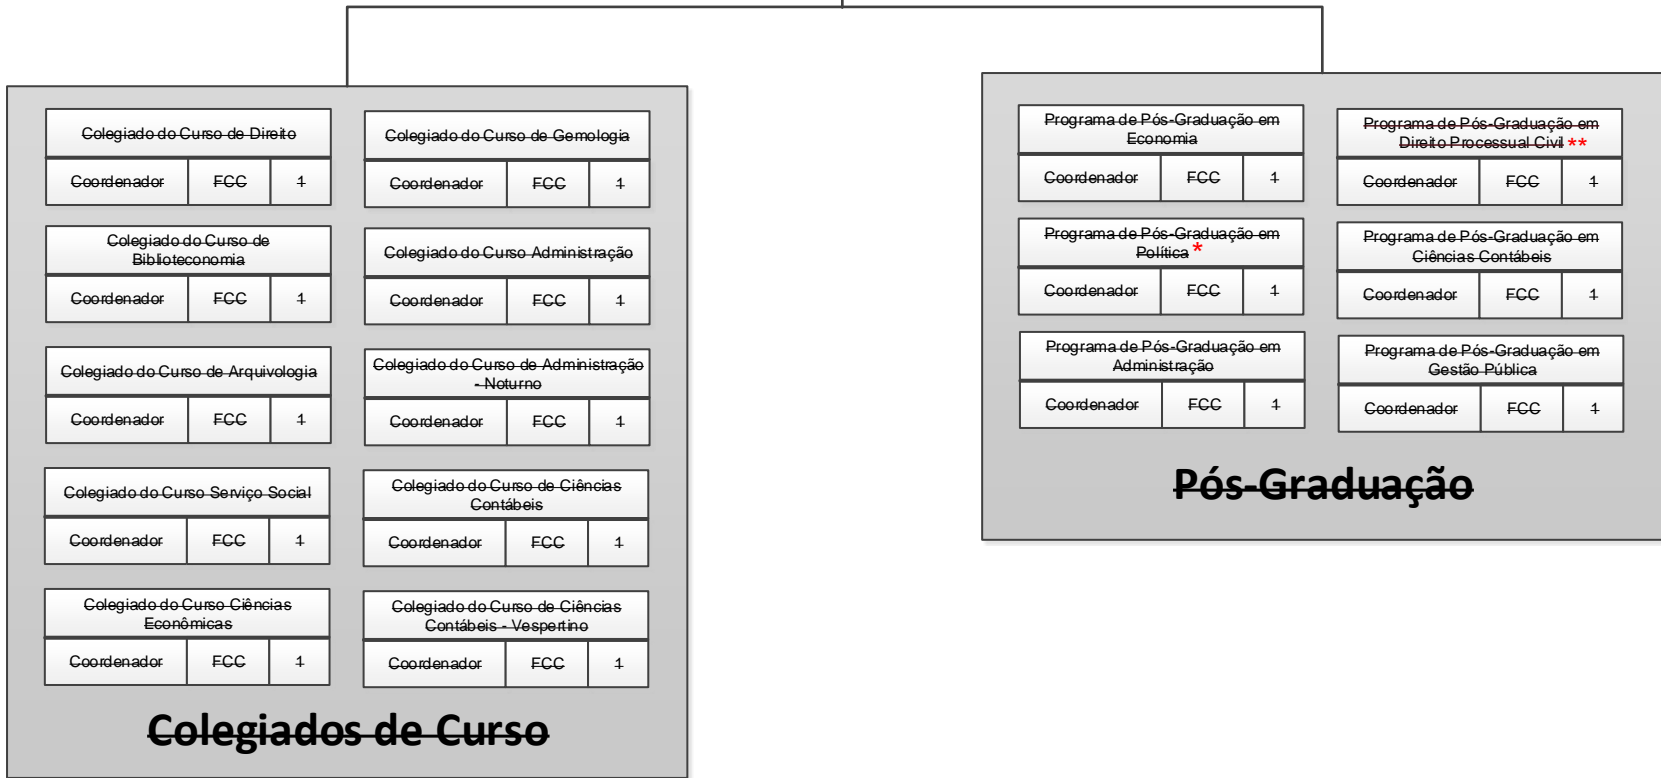 Colegiado do Curso de Direito
Coordenador FCC 1
Colegiado do Curso de Gemologia
Coordenador FCC 1
Colegiado do Curso de
Biblioteconomia
Coordenador FCC 1
Colegiado do Curso Administração
Coordenador FCC 1
Colegiado do Curso de Arquivologia
Coordenador FCC 1
Colegiado do Curso de Administração
- Noturno
Coordenador FCC 1
Colegiado do Curso Serviço Social
Coordenador FCC 1
Colegiado do Curso de Ciências
Contábeis
Coordenador FCC 1
Colegiado do Curso Ciências
Econômicas
Coordenador FCC 1
Colegiado do Curso de Ciências
Contábeis - Vespertino
Coordenador FCC 1
Colegiados de Curso
Programa de Pós-Graduação em
Economia
Coordenador FCC 1
Programa de Pós-Graduação em
Direito Processual Civil **
Coordenador FCC 1
Programa de Pós-Graduação em
Política *
Coordenador FCC 1
Programa de Pós-Graduação em
Ciências Contábeis
Coordenador FCC 1
Programa de Pós-Graduação em
Administração
Coordenador FCC 1
Programa de Pós-Graduação em
Gestão Pública
Coordenador FCC 1
Pós-Graduação